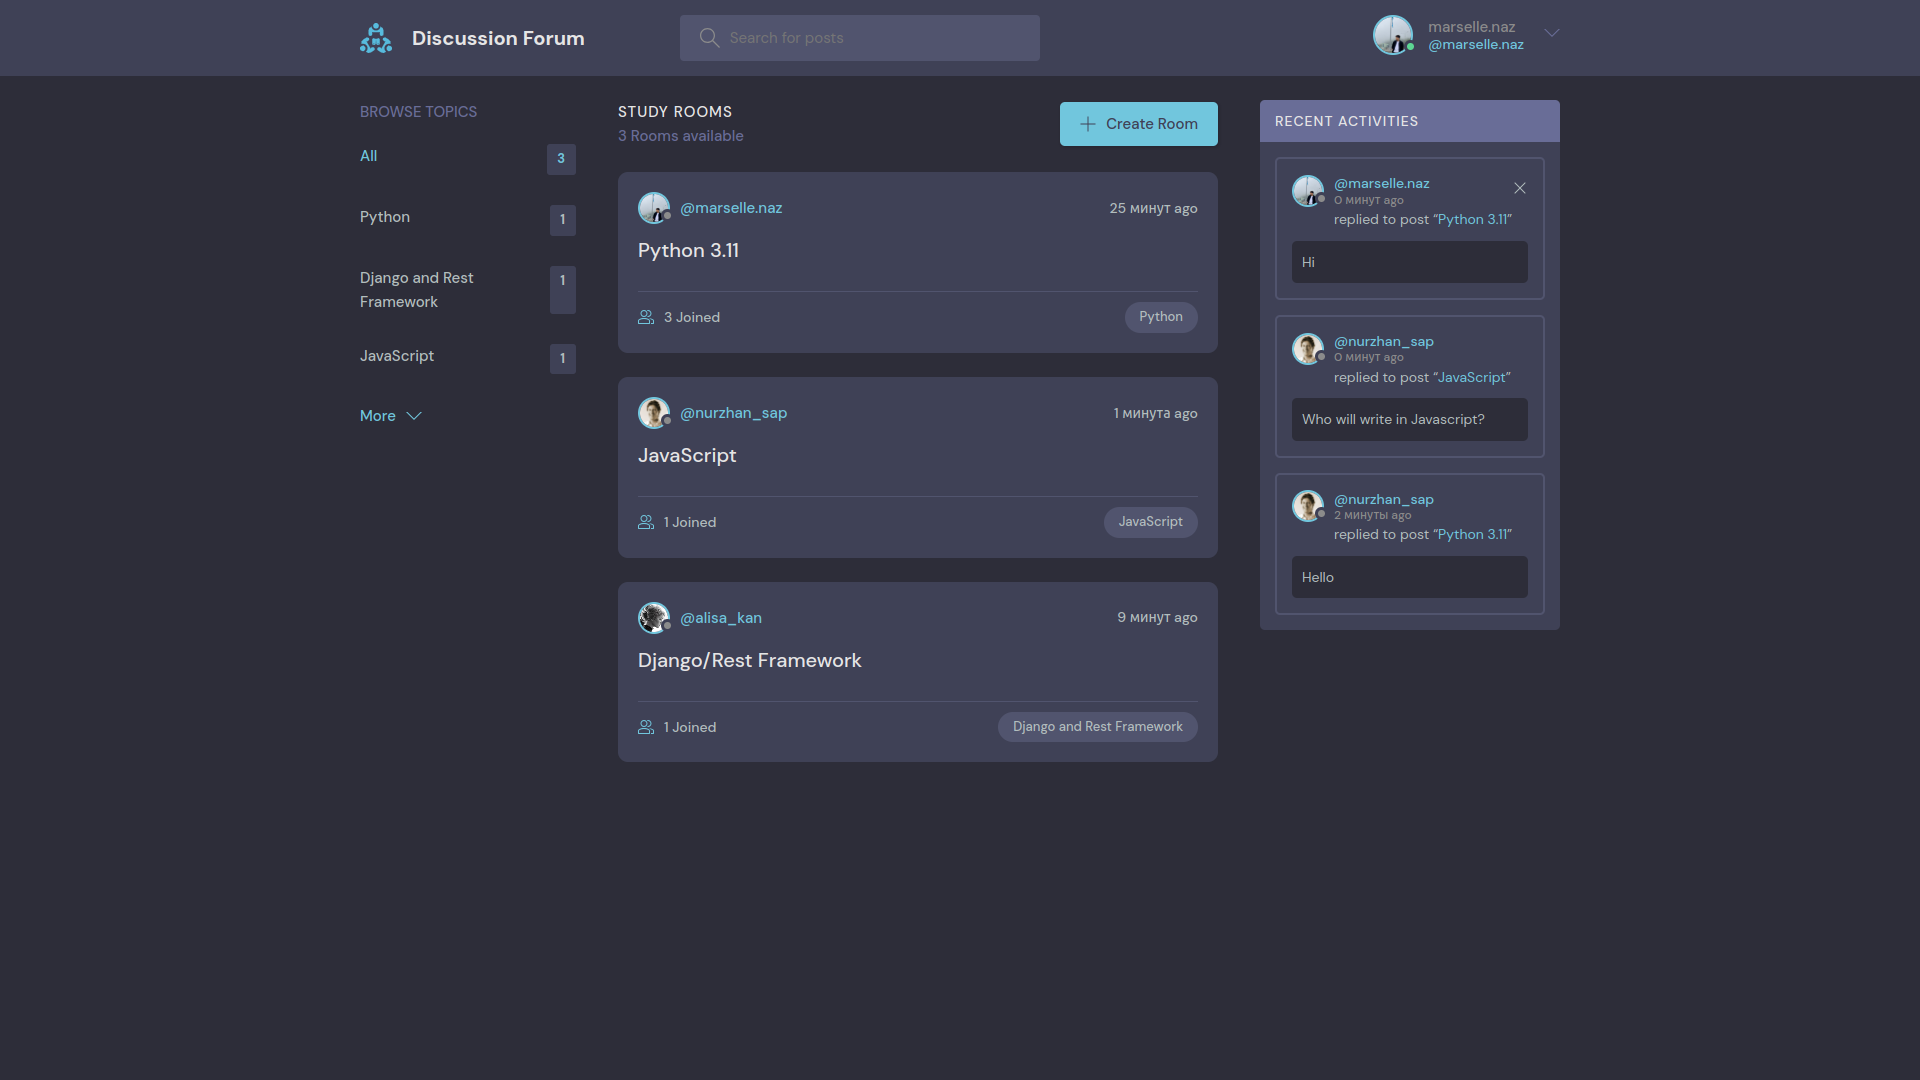 Discussion Forum
Search for posts
marselle.naz
@marselle.naz
BROWSE TOPICS
All 3
Python 1
Django and Rest 1
Framework
JavaScript 1
More
STUDY ROOMS
3 Rooms available
Create Room
@marselle.naz 25 минут ago
Python 3.11
3 Joined Python
@nurzhan_sap 1 минута ago
JavaScript
1 Joined JavaScript
@alisa_kan 9 минут ago
Django/Rest Framework
1 Joined Django and Rest Framework
RECENT ACTIVITIES
@marselle.naz
0 минут ago
replied to post “Python 3.11”
Hi
@nurzhan_sap
0 минут ago
replied to post “JavaScript”
Who will write in Javascript?
@nurzhan_sap
2 минуты ago
replied to post “Python 3.11”
Hello